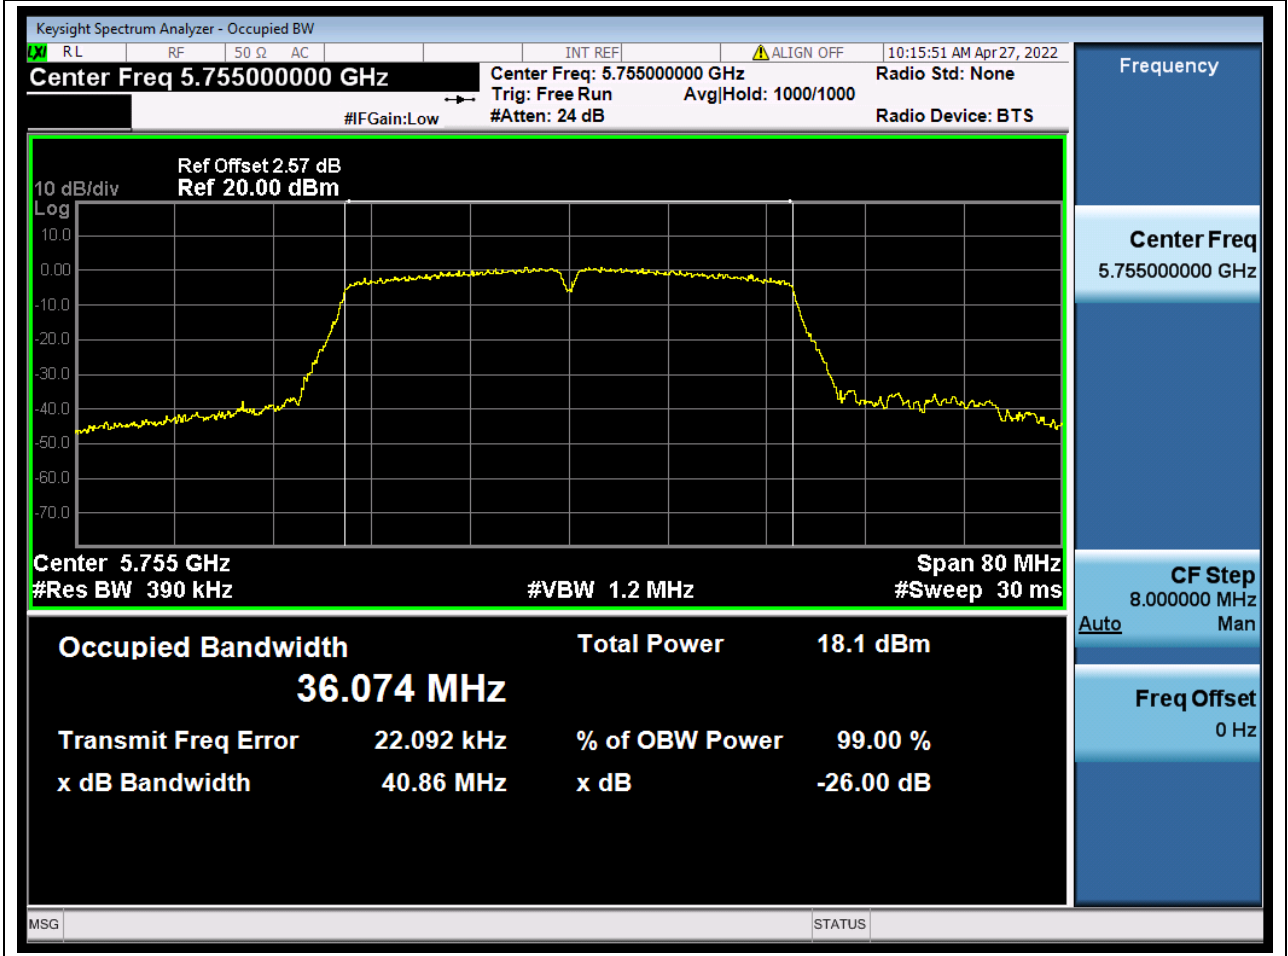 Keysight Spectrum Analyzer - Occupied BW
LXI RL RF 50 Ω AC INT REF ALIGN OFF 10:15:51 AM Apr 27, 2022
Center Freq 5.755000000 GHz
Center Freq: 5.755000000 GHz
Radio Std: None
Trig: Free Run Avg|Hold: 1000/1000
#IFGain:Low
#Atten: 24 dB
Radio Device: BTS
Ref Offset 2.57 dB
10 dB/div Ref 20.00 dBm
Log
10.0
0.00
-10.0
-20.0
-30.0
-40.0
-50.0
-60.0
-70.0
Center 5.755 GHz Span 80 MHz
#Res BW 390 kHz #VBW 1.2 MHz #Sweep 30 ms
Occupied Bandwidth Total Power 18.1 dBm
36.074 MHz
Transmit Freq Error 22.092 kHz % of OBW Power 99.00 %
x dB Bandwidth 40.86 MHz x dB -26.00 dB
Frequency
Center Freq
5.755000000 GHz
CF Step
8.000000 MHz
Auto Man
Freq Offset
0 Hz
MSG STATUS